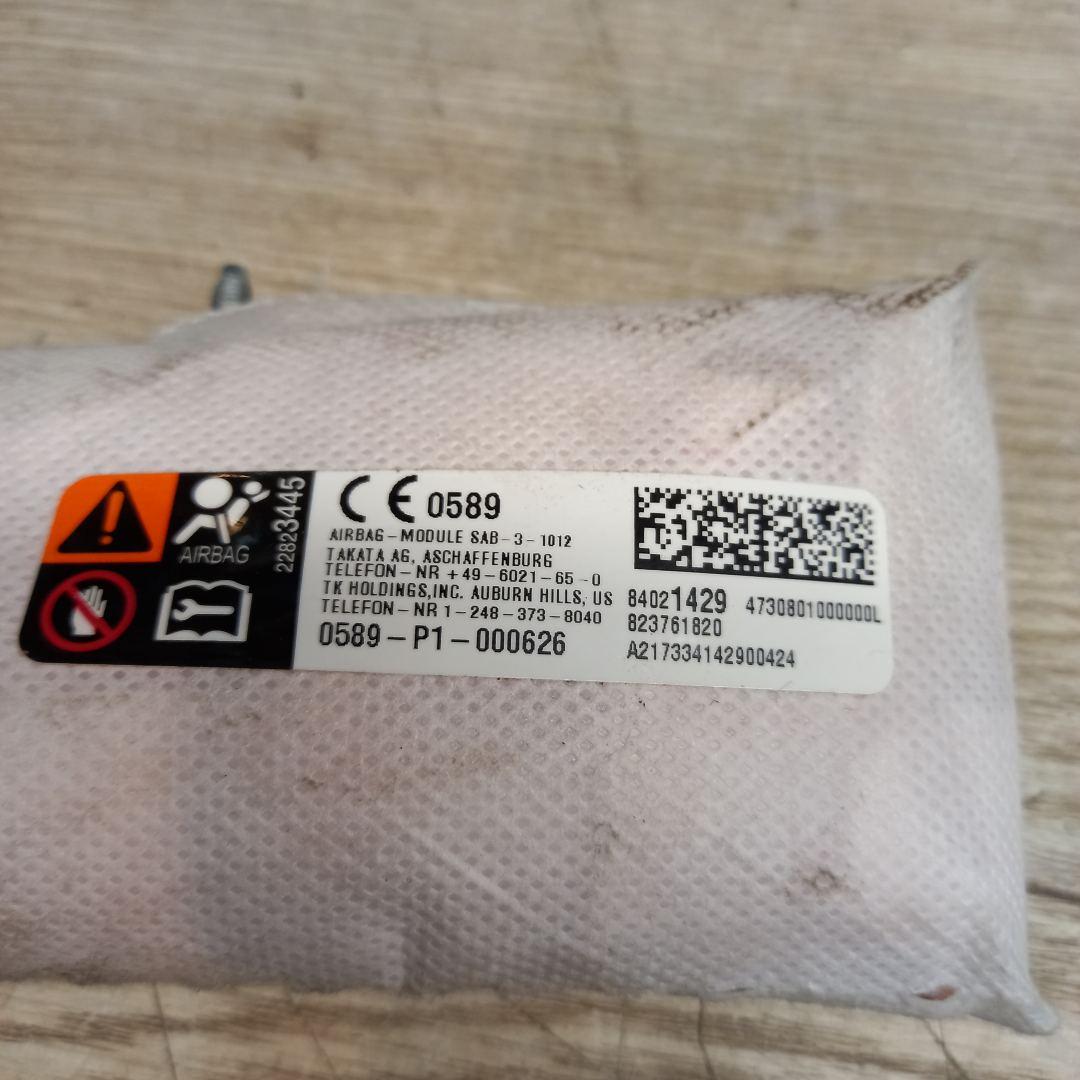 AIRBAG
22823445
CE 0589
AIRBAG-MODULE SAB-3-1012
TAKATA AG, ASCHAFFENBURG
TELEFON-NR +49-6021-65-0
TK HOLDINGS,INC. AUBURN HILLS, US
TELEFON-NR 1-248-373-8040
0589-P1-000626
84021429 4730801000000L
823761820
A217334142900424